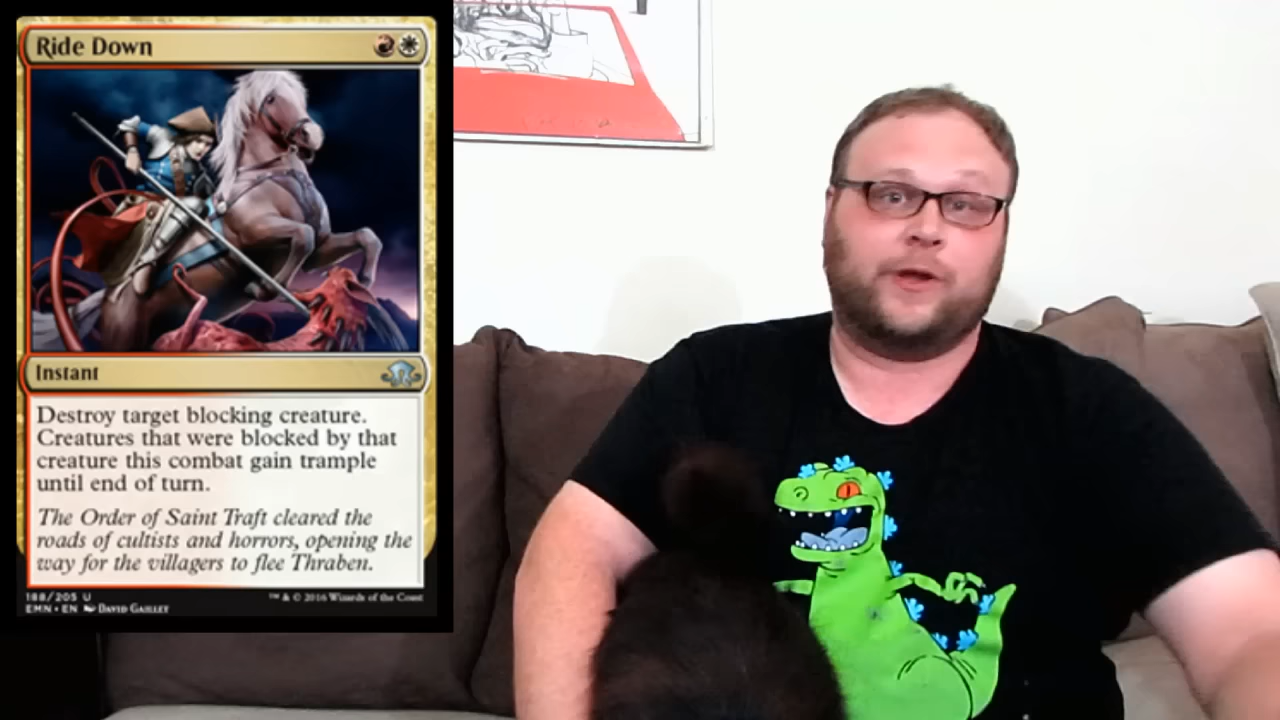 Ride Down
Instant
Destroy target blocking creature.
Creatures that were blocked by that
creature this combat gain trample
until end of turn.
The Order of Saint Traft cleared the
roads of cultists and horrors, opening the
way for the villagers to flee Thraben.
188/205 U
EMN • EN DAVID GAILLET
™ & © 2016 Wizards of the Coast